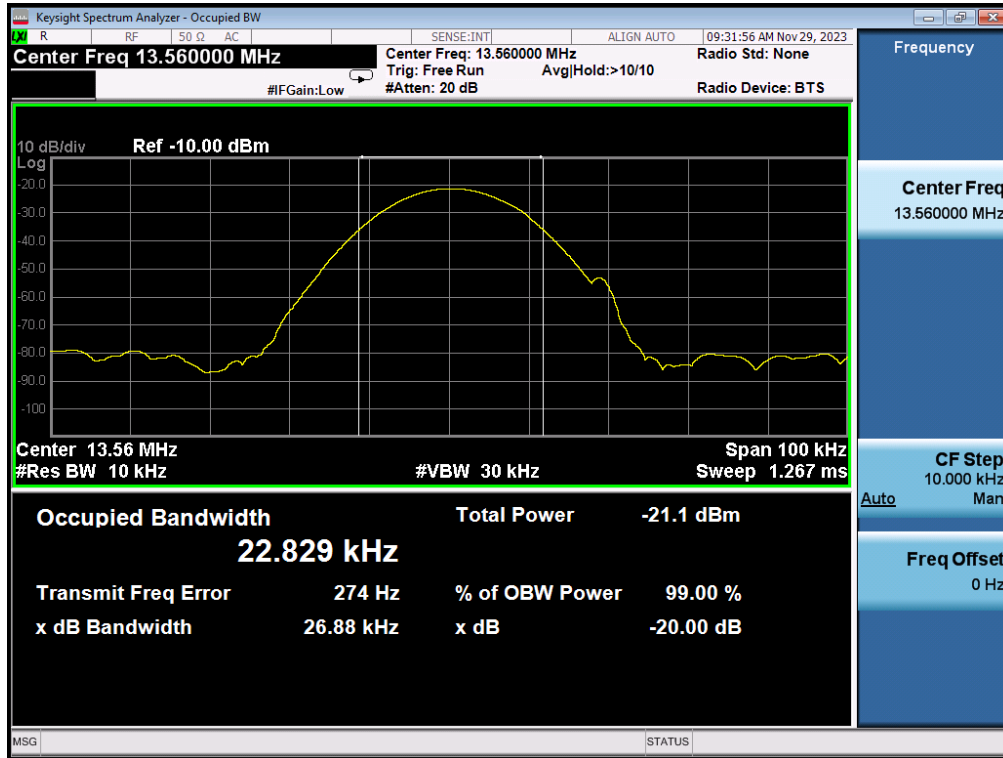 Keysight Spectrum Analyzer - Occupied BW
LXI R RF 50 Ω AC SENSE:INT ALIGN AUTO 09:31:56 AM Nov 29, 2023
Center Freq 13.560000 MHz
#IFGain:Low
Center Freq: 13.560000 MHz
Trig: Free Run Avg|Hold:>10/10
#Atten: 20 dB
Radio Std: None
Radio Device: BTS
10 dB/div Ref -10.00 dBm
Log
-20.0
-30.0
-40.0
-50.0
-60.0
-70.0
-80.0
-90.0
-100
Center 13.56 MHz Span 100 kHz
#Res BW 10 kHz #VBW 30 kHz Sweep 1.267 ms
Occupied Bandwidth Total Power -21.1 dBm
22.829 kHz
Transmit Freq Error 274 Hz % of OBW Power 99.00 %
x dB Bandwidth 26.88 kHz x dB -20.00 dB
MSG STATUS
Frequency
Center Freq
13.560000 MHz
CF Step
10.000 kHz
Auto Man
Freq Offset
0 Hz